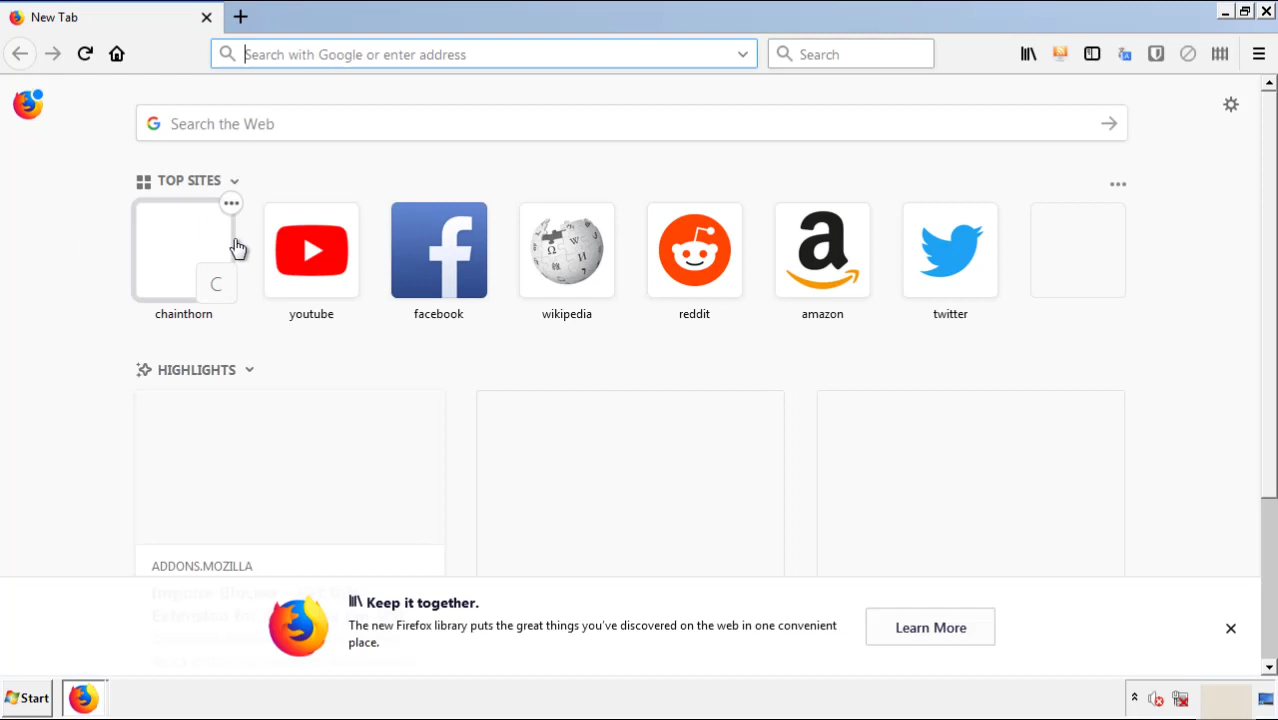 New Tab
Search with Google or enter address
Search
Search the Web
TOP SITES
C
chainthorn
youtube
facebook
wikipedia
reddit
amazon
twitter
HIGHLIGHTS
ADDONS.MOZILLA
Keep it together.
The new Firefox library puts the great things you've discovered on the web in one convenient
place.
Learn More
Start